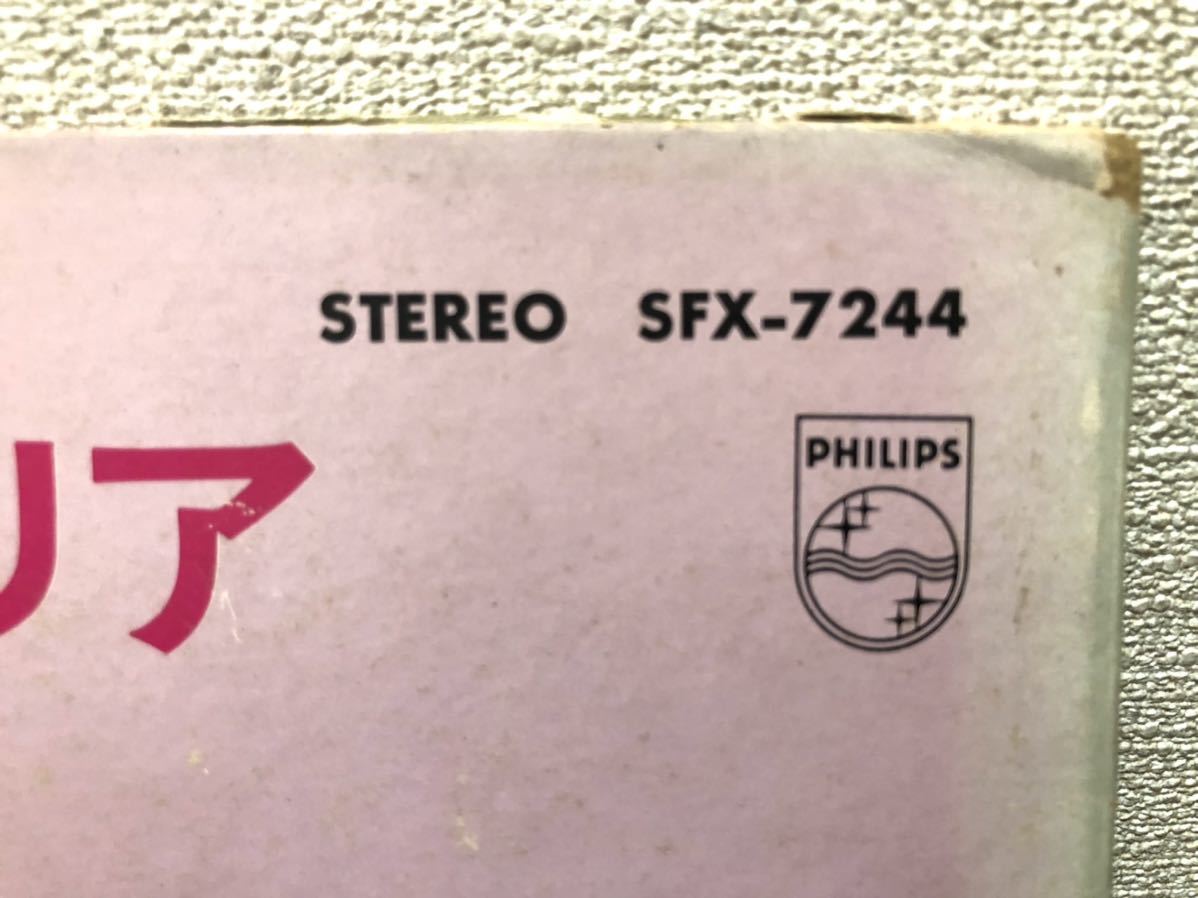 STEREO SFX-7244
PHILIPS
リア